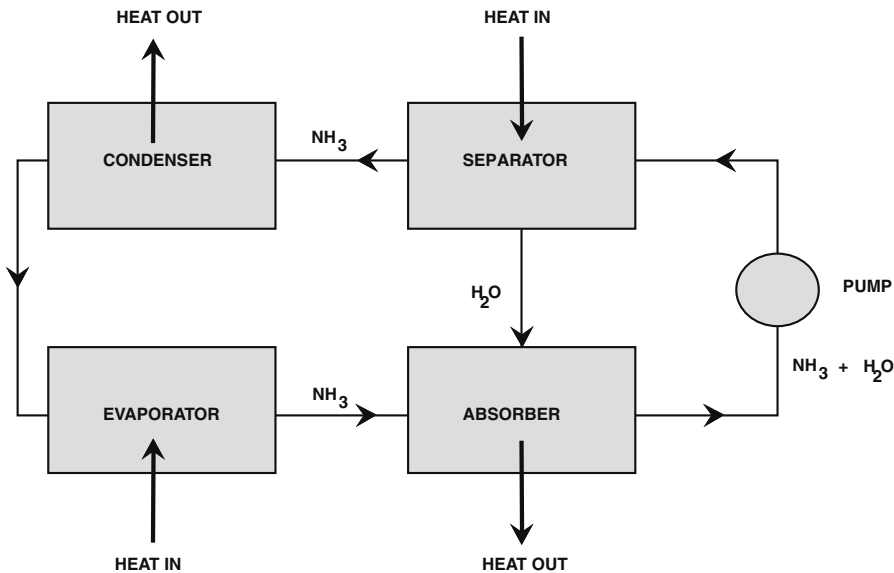 HEAT OUT
HEAT IN
CONDENSER
NH₃
SEPARATOR
H₂O
PUMP
NH₃ + H₂O
EVAPORATOR
NH₃
ABSORBER
HEAT IN
HEAT OUT